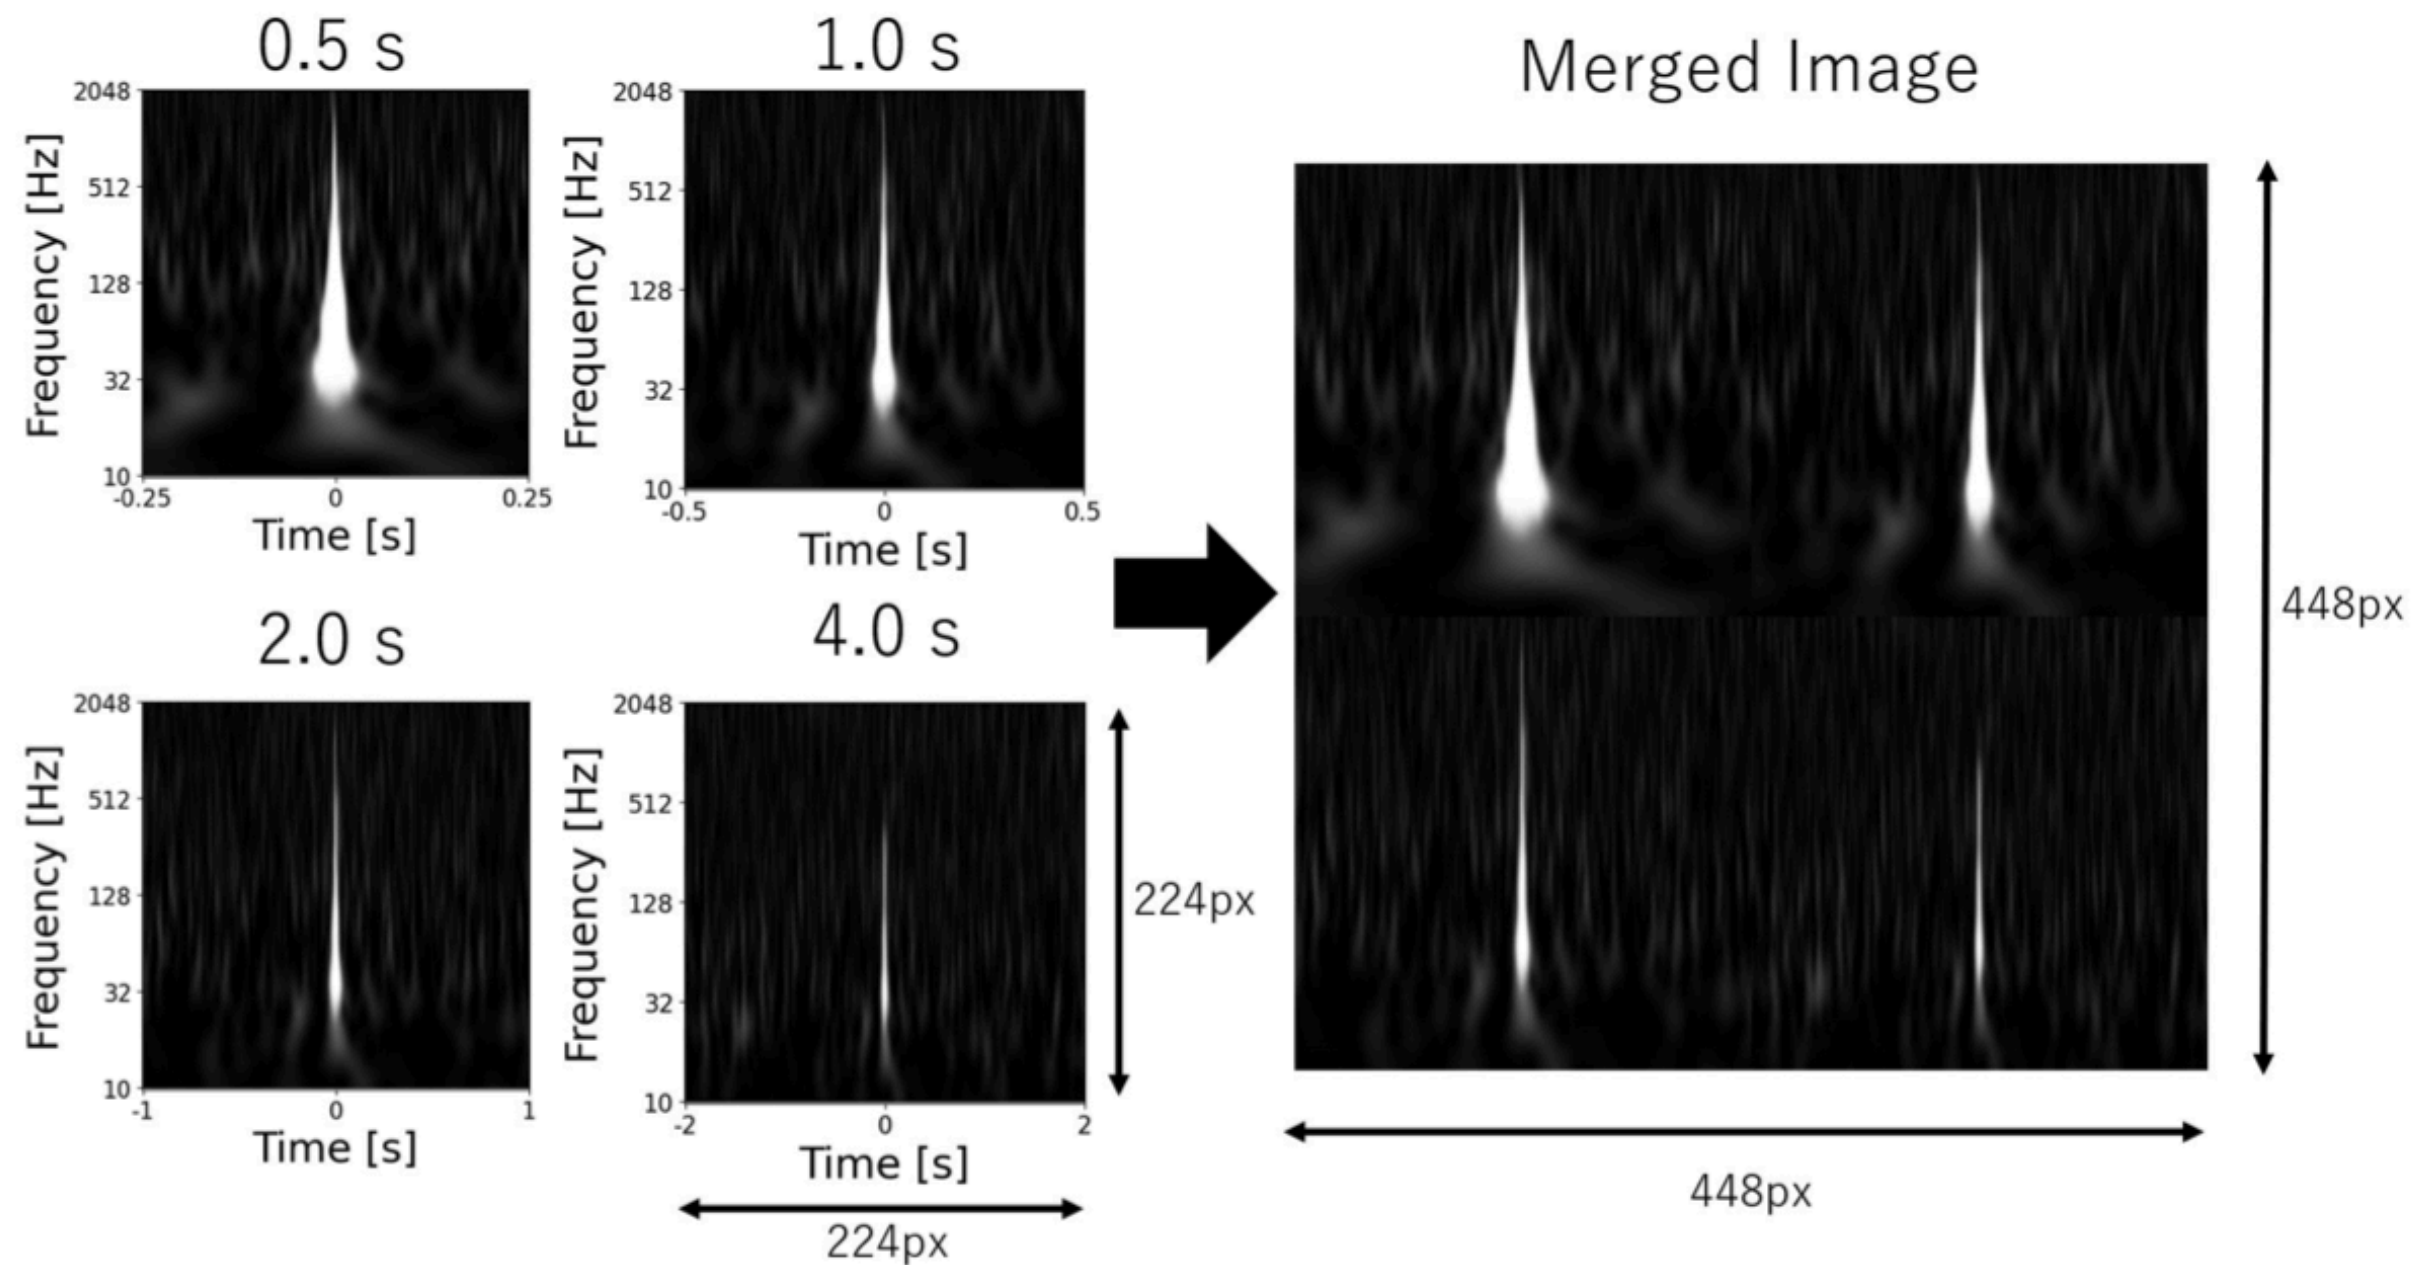 0.5 s
2048
512
128
32
10
-0.25
0
0.25
Frequency [Hz]
Time [s]
1.0 s
2048
512
128
32
10
-0.5
0
0.5
Frequency [Hz]
Time [s]
2.0 s
2048
512
128
32
10
-1
0
1
Frequency [Hz]
Time [s]
4.0 s
2048
512
128
32
10
-2
0
2
Frequency [Hz]
Time [s]
224px
224px
Merged Image
448px
448px